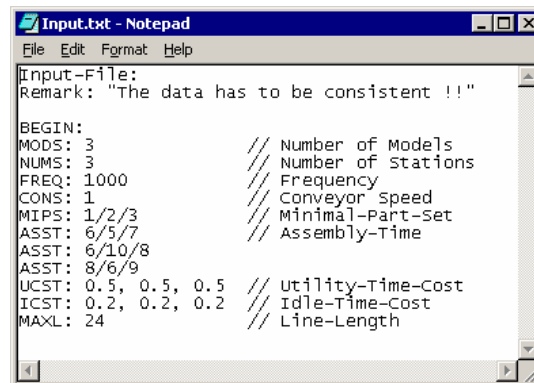 Input.txt - Notepad
File Edit Format Help
Input-File:
Remark: "The data has to be consistent !!"
BEGIN:
MODS: 3 // Number of Models
NUMS: 3 // Number of Stations
FREQ: 1000 // Frequency
CONS: 1 // Conveyor Speed
MIPS: 1/2/3 // Minimal-Part-Set
ASST: 6/5/7 // Assembly-Time
ASST: 6/10/8
ASST: 8/6/9
UCST: 0.5, 0.5, 0.5 // Utility-Time-Cost
ICST: 0.2, 0.2, 0.2 // Idle-Time-Cost
MAXL: 24 // Line-Length